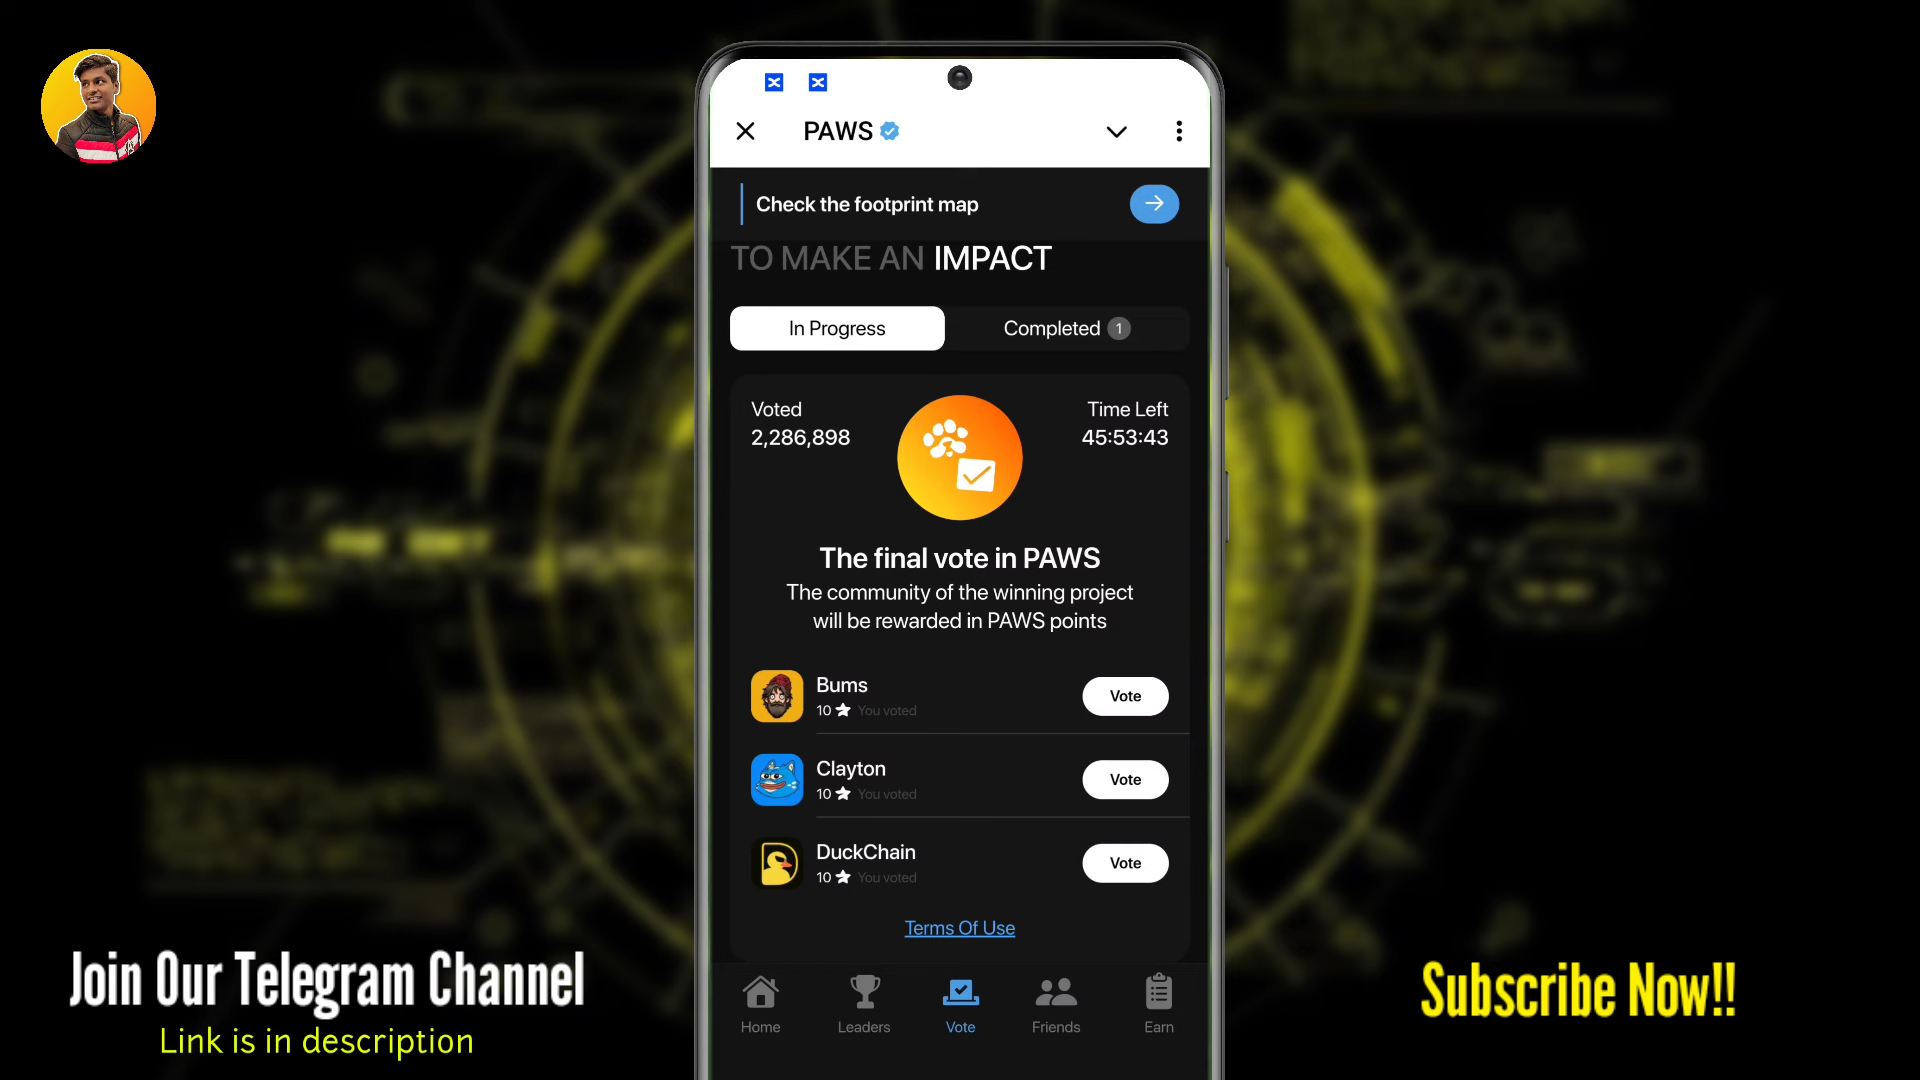 PAWS
Check the footprint map
TO MAKE AN IMPACT
In Progress
Completed 1
Voted
2,286,898
Time Left
45:53:43
The final vote in PAWS
The community of the winning project
will be rewarded in PAWS points
Bums
10 You voted
Vote
Clayton
10 You voted
Vote
DuckChain
10 You voted
Vote
Terms Of Use
Home
Leaders
Vote
Friends
Earn
Join Our Telegram Channel
Link is in description
Subscribe Now!!